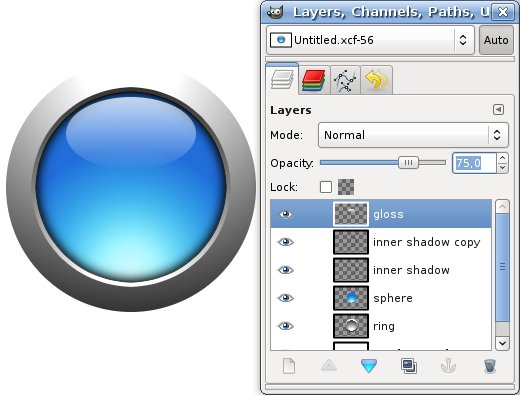 Layers, Channels, Paths, U
Untitled.xcf-56
Auto
Layers
Mode: Normal
Opacity: 75,0
Lock:
gloss
inner shadow copy
inner shadow
sphere
ring